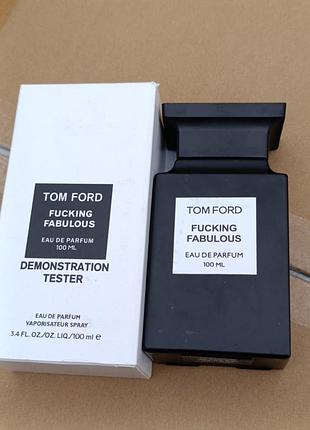 TOM FORD
FUCKING
FABULOUS
EAU DE PARFUM
100 ML
DEMONSTRATION
TESTER
EAU DE PARFUM
VAPORISATEUR SPRAY
3.4 FL. OZ./OZ. LIQ./100 ml ℮
TOM FORD
FUCKING
FABULOUS
EAU DE PARFUM
100 ML